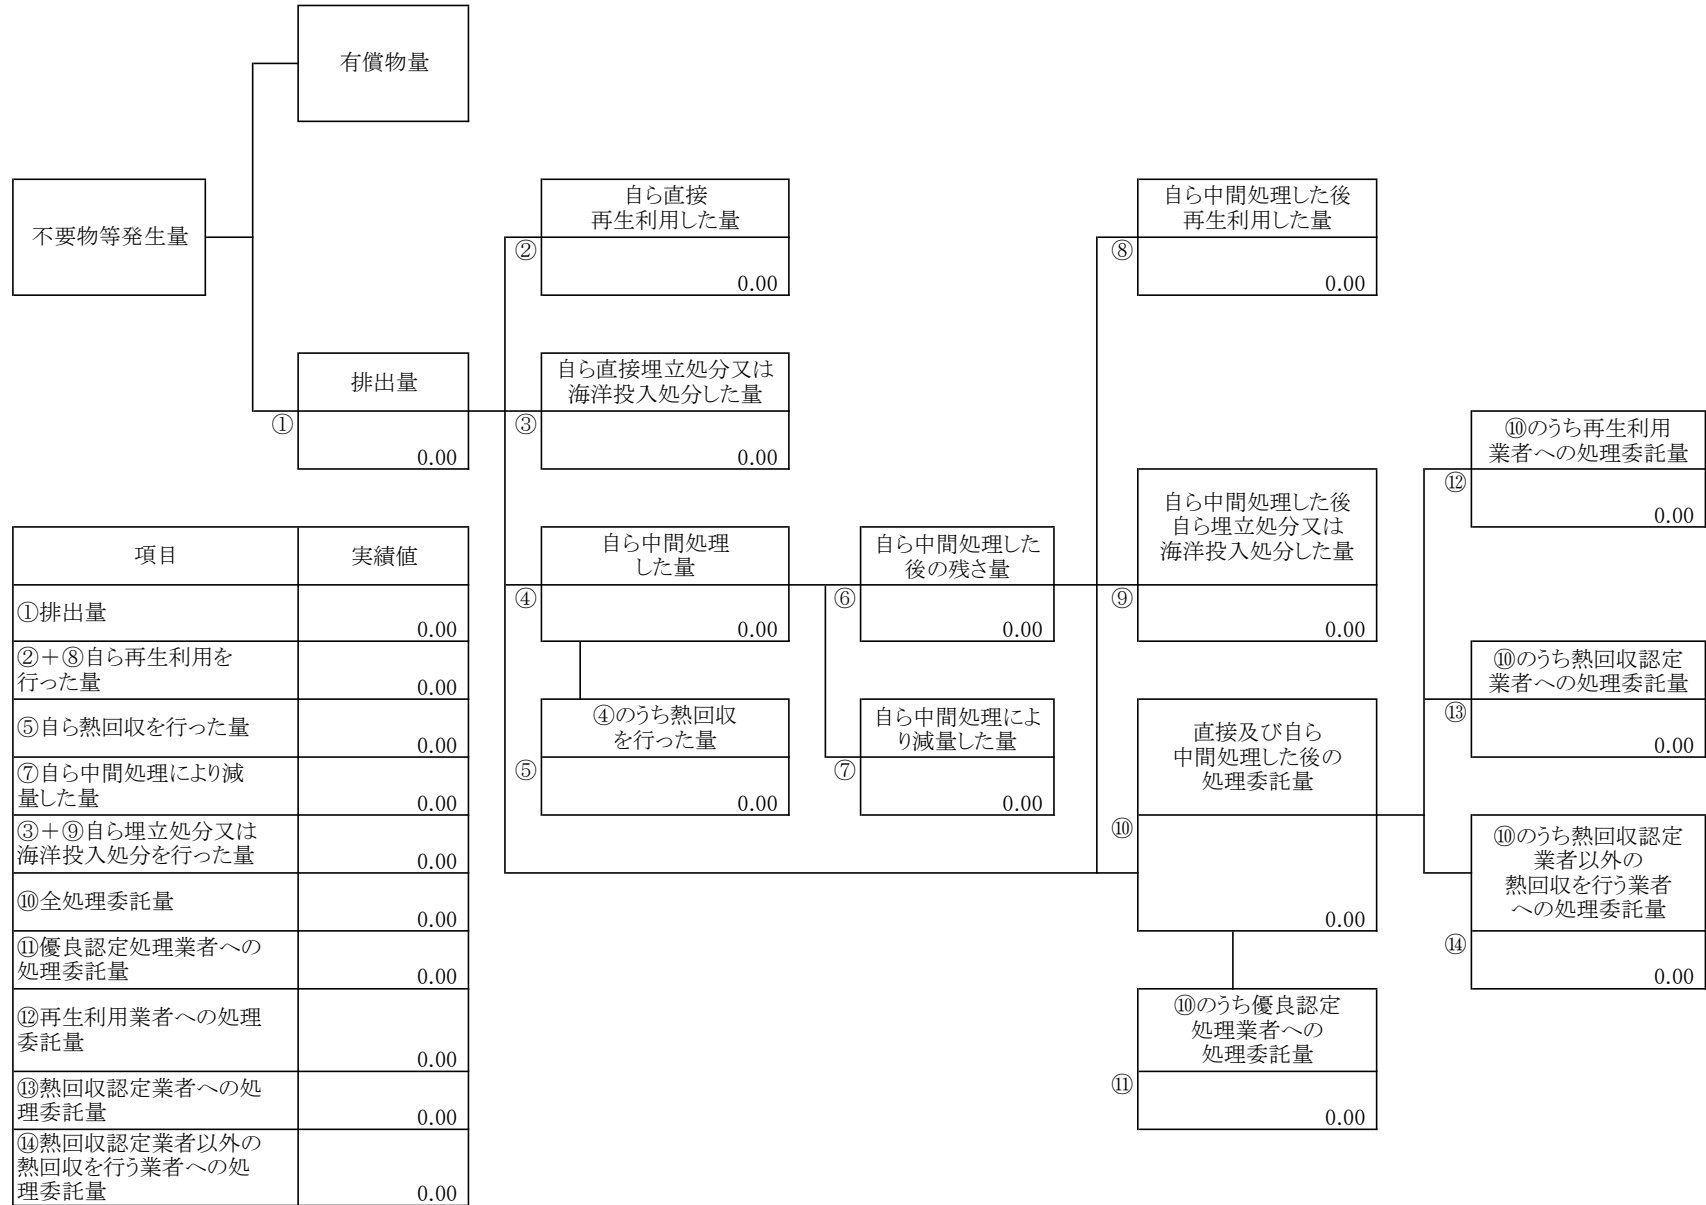 有償物量
不要物等発生量
自ら直接
再生利用した量
②
0.00
自ら中間処理した後
再生利用した量
⑧
0.00
排出量
①
0.00
自ら直接埋立処分又は
海洋投入処分した量
③
0.00
⑩のうち再生利用
業者への処理委託量
⑫
0.00
自ら中間処理
した量
④
0.00
自ら中間処理した
後の残さ量
⑥
0.00
自ら中間処理した後
自ら埋立処分又は
海洋投入処分した量
⑨
0.00
⑩のうち熱回収認定
業者への処理委託量
⑬
0.00
④のうち熱回収
を行った量
⑤
0.00
自ら中間処理によ
り減量した量
⑦
0.00
直接及び自ら
中間処理した後の
処理委託量
⑩
0.00
⑩のうち熱回収認定
業者以外の
熱回収を行う業者
への処理委託量
⑭
0.00
⑩のうち優良認定
処理業者への
処理委託量
⑪
0.00
項目 実績値
①排出量 0.00
②＋⑧自ら再生利用を
行った量 0.00
⑤自ら熱回収を行った量 0.00
⑦自ら中間処理により減
量した量 0.00
③＋⑨自ら埋立処分又は
海洋投入処分を行った量 0.00
⑩全処理委託量 0.00
⑪優良認定処理業者への
処理委託量 0.00
⑫再生利用業者への処理
委託量 0.00
⑬熱回収認定業者への処
理委託量 0.00
⑭熱回収認定業者以外の
熱回収を行う業者への処
理委託量 0.00